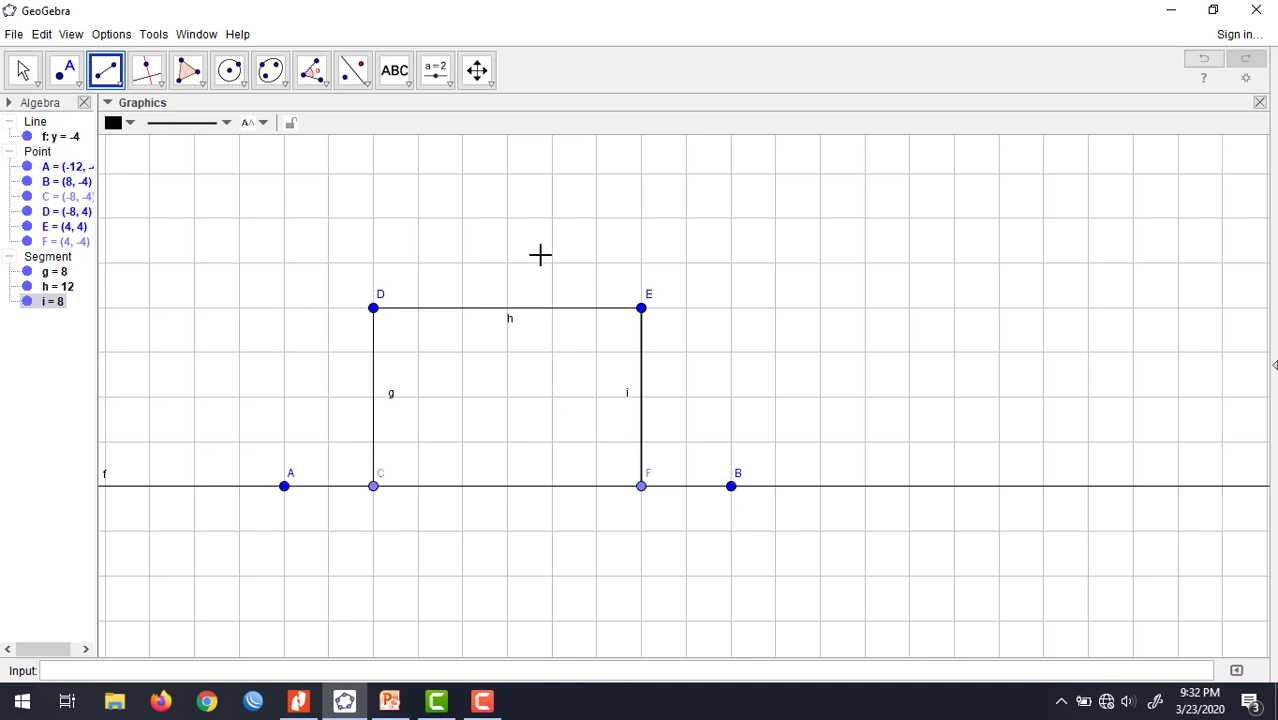 GeoGebra
File Edit View Options Tools Window Help
Sign in...
A
ABC
a = 2
?
Algebra
Graphics
Line
f: y = -4
Point
A = (-12, -
B = (8, -4)
C = (-8, -4)
D = (-8, 4)
E = (4, 4)
F = (4, -4)
Segment
g = 8
h = 12
i = 8
D
E
h
g
i
f
A
C
F
B
Input:
9:32 PM
3/23/2020
3